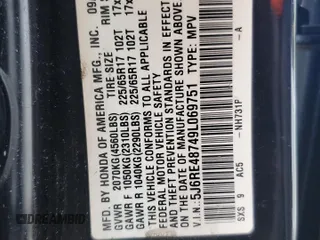 MFD. BY HONDA OF AMERICA MFG., INC. 09
TIRE SIZE RIM S
GVWR 2070KG(4560LBS)
GAWR F 1050KG(2310LBS) 225/65R17 102T 17x
GAWR R 1040KG(2290LBS) 225/65R17 102T 17x
THIS VEHICLE CONFORMS TO ALL APPLICABLE
FEDERAL MOTOR VEHICLE SAFETY AND THEFT
PREVENTION STANDARDS IN EFFECT ON THE
DATE OF MANUFACTURE SHOWN ABOVE.
V.I.N.: 5J6RE48749L069751 TYPE: MPV
SXS 9 AC5 NH731P - A
AutoBidMaster